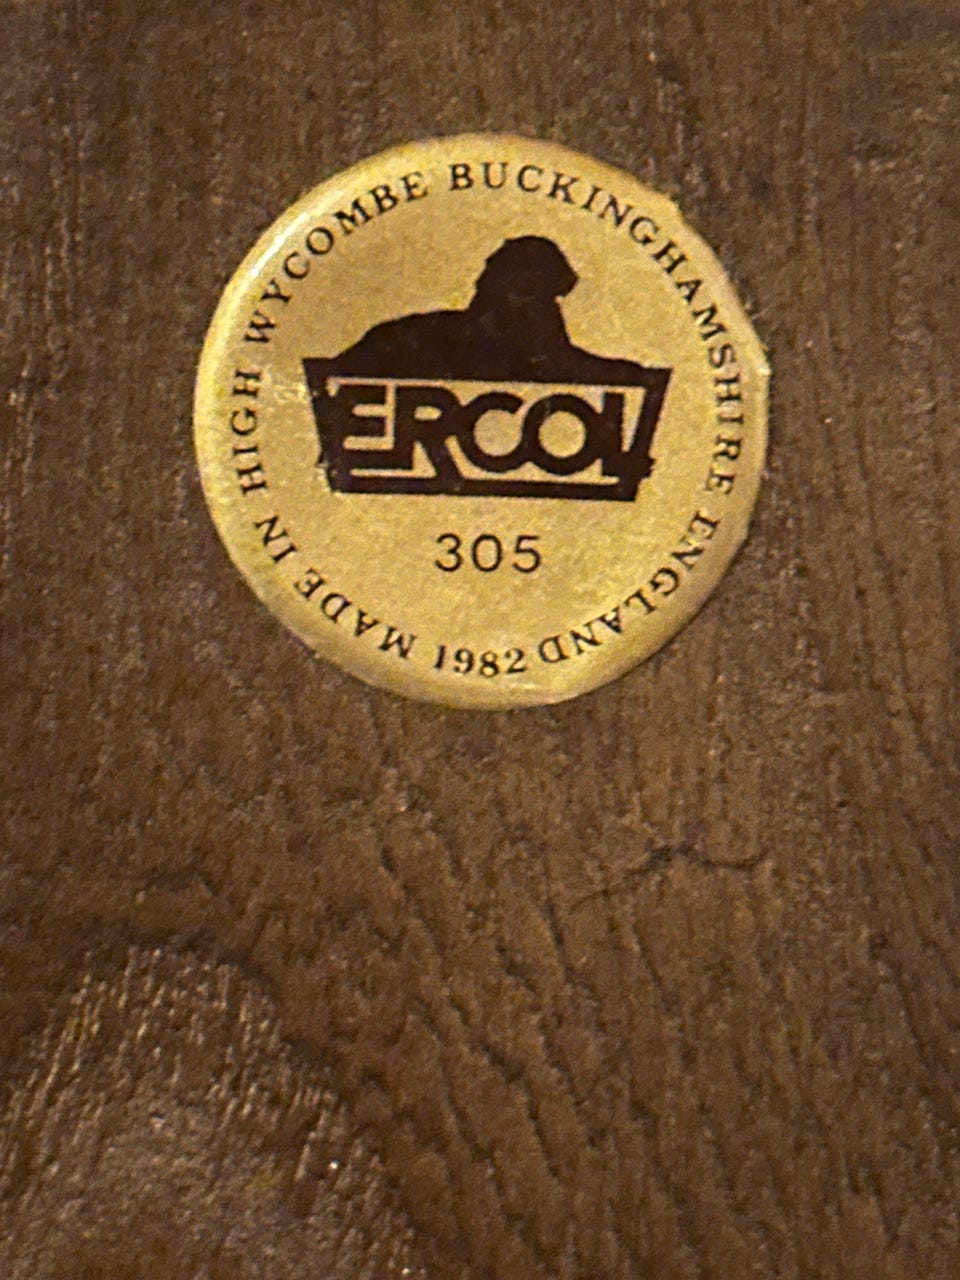 MADE IN HIGH WYCOMBE BUCKINGHAMSHIRE ENGLAND
ERCOL
305
1982